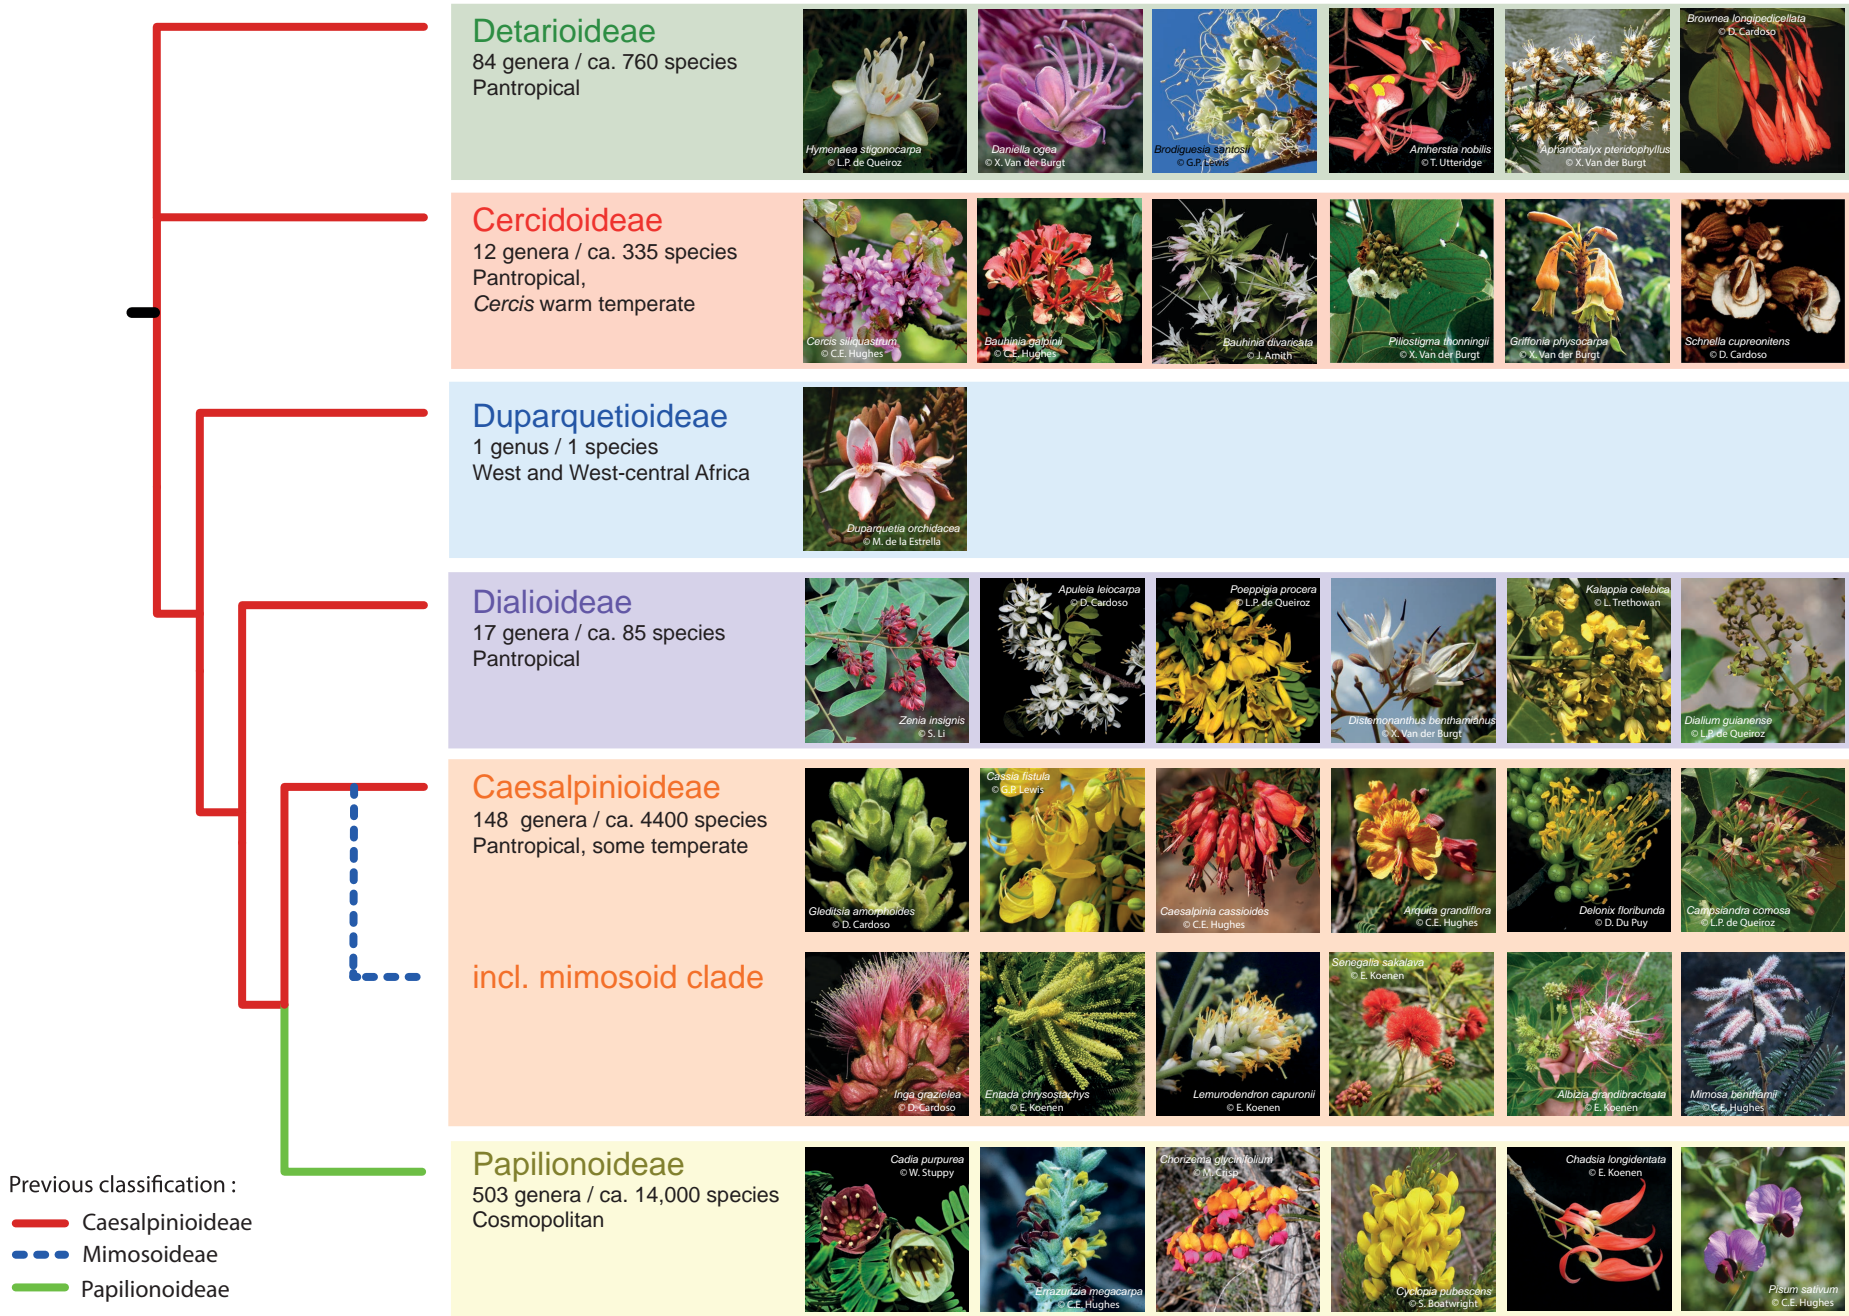 Detarioideae
84 genera / ca. 760 species
Pantropical
Hymenaea stigonocarpa
© L.P. de Queiroz
Daniella ogea
© X. Van der Burgt
Brodiguesia santosii
© G.P. Lewis
Amherstia nobilis
© T. Utteridge
Aphanocalyx pteridophyllus
© X. Van der Burgt
Brownea longipedicellata
© D. Cardoso
Cercidoideae
12 genera / ca. 335 species
Pantropical,
Cercis warm temperate
Cercis siliquastrum
© C.E. Hughes
Bauhinia galpinii
© C.E. Hughes
Bauhinia divaricata
© J. Amith
Piliostigma thonningii
© X. Van der Burgt
Griffonia physocarpa
© X. Van der Burgt
Schnella cupreonitens
© D. Cardoso
Duparquetioideae
1 genus / 1 species
West and West-central Africa
Duparquetia orchidacea
© M. de la Estrella
Dialioideae
17 genera / ca. 85 species
Pantropical
Zenia insignis
© S. Li
Apuleia leiocarpa
© D. Cardoso
Poeppigia procera
© L.P. de Queiroz
Distemonanthus benthamianus
© X. Van der Burgt
Kalappia celebica
© L. Trethowan
Dialium guianense
© L.P. de Queiroz
Caesalpinioideae
148 genera / ca. 4400 species
Pantropical, some temperate
Gleditsia amorphoides
© D. Cardoso
Cassia fistula
© G.P. Lewis
Caesalpinia cassioides
© C.E. Hughes
Arquita grandiflora
© C.E. Hughes
Delonix floribunda
© D. Du Puy
Campsiandra comosa
© L.P. de Queiroz
incl. mimosoid clade
Inga grazielea
© D. Cardoso
Entada chrysostachys
© E. Koenen
Lemurodendron capuronii
© E. Koenen
Senegalia sakalava
© E. Koenen
Albizia grandibracteata
© E. Koenen
Mimosa benthamii
© C.E. Hughes
Papilionoideae
503 genera / ca. 14,000 species
Cosmopolitan
Cadia purpurea
© W. Stuppy
Errazurizia megacarpa
© C.E. Hughes
Chorizema glycinifolium
© M. Crisp
Cyclopia pubescens
© S. Boatwright
Chadsia longidentata
© E. Koenen
Pisum sativum
© C.E. Hughes
Previous classification :
Caesalpinioideae
Mimosoideae
Papilionoideae